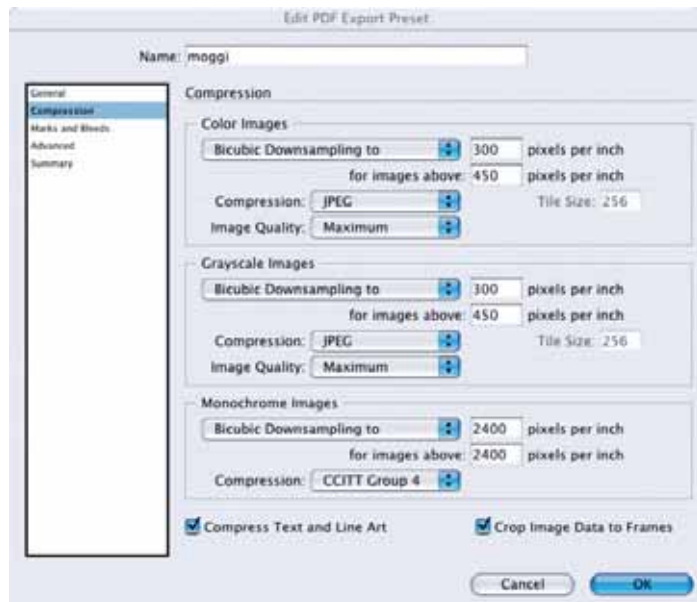 Edit PDF Export Preset
Name: moggi
General
Compression
Marks and Bleeds
Advanced
Summary
Compression
Color Images
Bicubic Downsampling to 300 pixels per inch
for images above: 450 pixels per inch
Compression: JPEG Tile Size: 256
Image Quality: Maximum
Grayscale Images
Bicubic Downsampling to 300 pixels per inch
for images above: 450 pixels per inch
Compression: JPEG Tile Size: 256
Image Quality: Maximum
Monochrome Images
Bicubic Downsampling to 2400 pixels per inch
for images above: 2400 pixels per inch
Compression: CCITT Group 4
Compress Text and Line Art Crop Image Data to Frames
Cancel OK